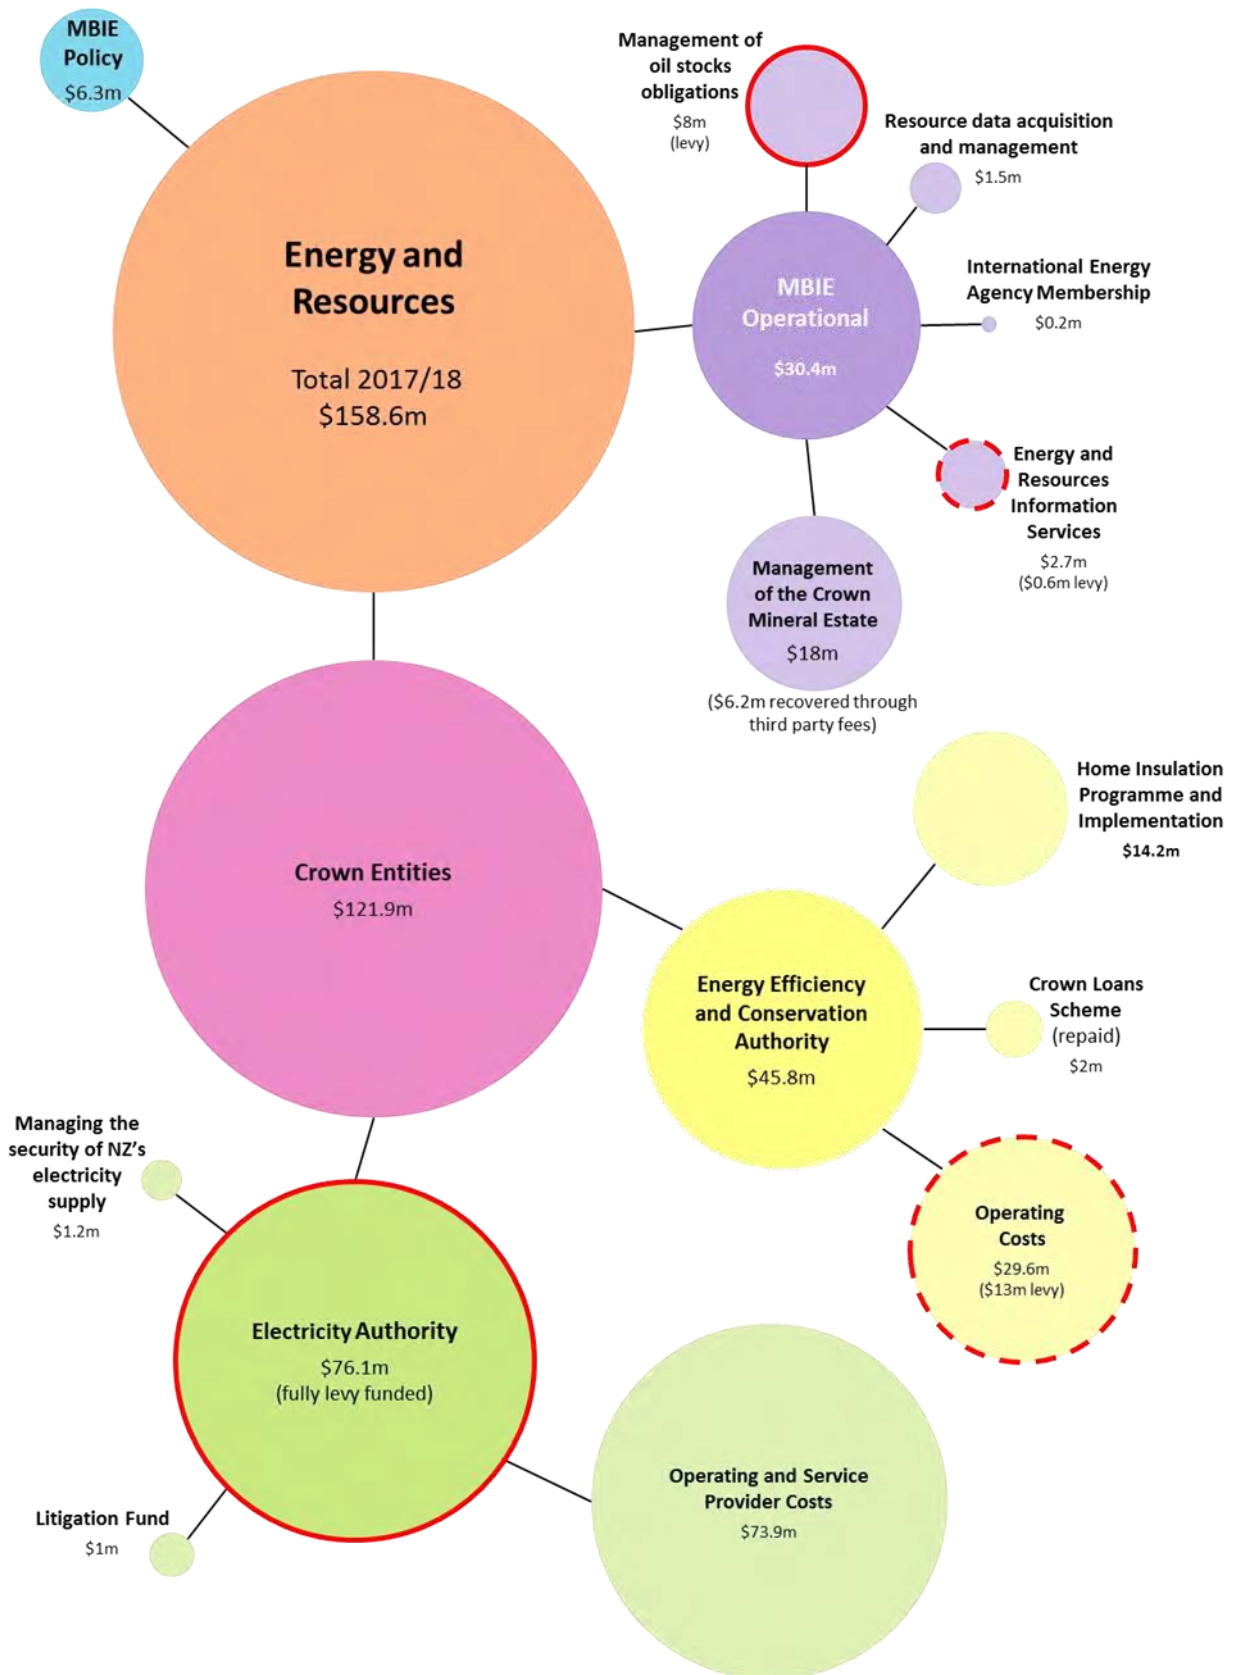 MBIE
Policy
$6.3m
Energy and
Resources
Total 2017/18
$158.6m
Management of
oil stocks
obligations
$8m
(levy)
Resource data acquisition
and management
$1.5m
MBIE
Operational
$30.4m
International Energy
Agency Membership
$0.2m
Energy and
Resources
Information
Services
$2.7m
($0.6m levy)
Management
of the Crown
Mineral Estate
$18m
($6.2m recovered through
third party fees)
Crown Entities
$121.9m
Home Insulation
Programme and
Implementation
$14.2m
Energy Efficiency
and Conservation
Authority
$45.8m
Crown Loans
Scheme
(repaid)
$2m
Operating
Costs
$29.6m
($13m levy)
Managing the
security of NZ's
electricity
supply
$1.2m
Electricity Authority
$76.1m
(fully levy funded)
Litigation Fund
$1m
Operating and Service
Provider Costs
$73.9m